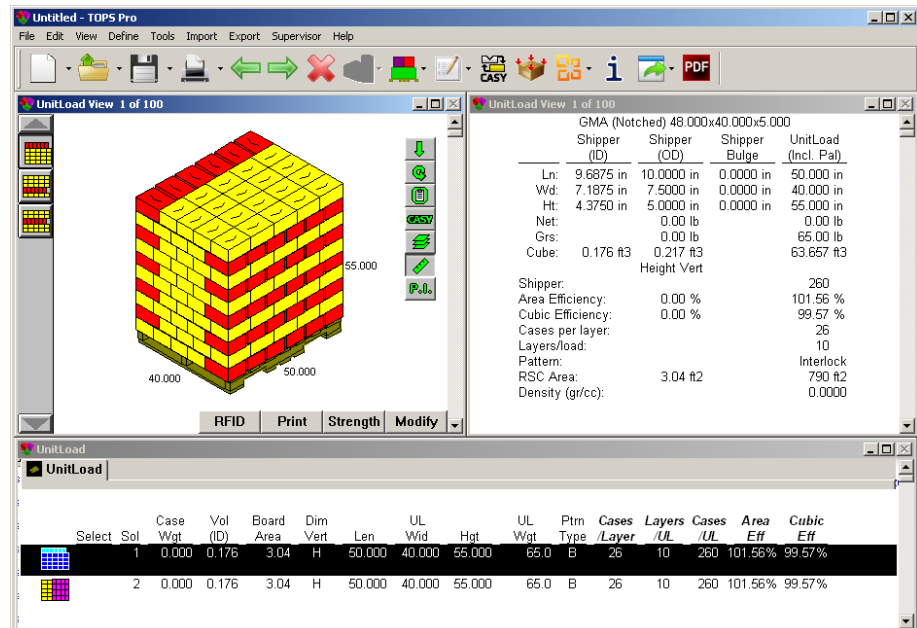 Untitled - TOPS Pro
File Edit View Define Tools Import Export Supervisor Help
CASY
PDF
UnitLoad View 1 of 100
CASY
P.I.
55.000
40.000
50.000
RFID Print Strength Modify
UnitLoad View 1 of 100
GMA (Notched) 48.000x40.000x5.000
Shipper Shipper Shipper UnitLoad
(ID) (OD) Bulge (Incl. Pal)
Ln: 9.6875 in 10.0000 in 0.0000 in 50.000 in
Wd: 7.1875 in 7.5000 in 0.0000 in 40.000 in
Ht: 4.3750 in 5.0000 in 0.0000 in 55.000 in
Net: 0.00 lb 0.00 lb
Grs: 0.00 lb 65.00 lb
Cube: 0.176 ft3 0.217 ft3 63.657 ft3
Height Vert
Shipper: 260
Area Efficiency: 0.00 % 101.56 %
Cubic Efficiency: 0.00 % 99.57 %
Cases per layer: 26
Layers/load: 10
Pattern: Interlock
RSC Area: 3.04 ft2 790 ft2
Density (gr/cc): 0.0000
UnitLoad
UnitLoad
Case Vol Board Dim UL UL Ptrn Cases Layers Cases Area Cubic
Select Sol Wgt (ID) Area Vert Len Wid Hgt Wgt Type /Layer /UL /UL Eff Eff
1 0.000 0.176 3.04 H 50.000 40.000 55.000 65.0 B 26 10 260 101.56% 99.57%
2 0.000 0.176 3.04 H 50.000 40.000 55.000 65.0 B 26 10 260 101.56% 99.57%